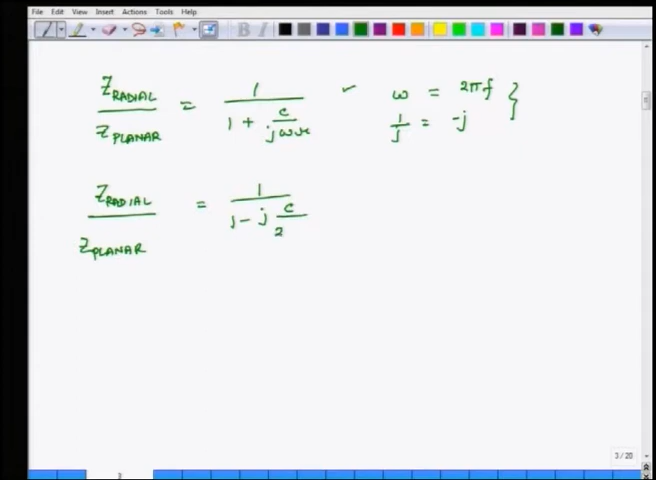 File Edit View Insert Actions Tools Help
Z_RADIAL / Z_PLANAR = 1 / (1 + c / jωr) ✓ ω = 2πf }
1/j = -j
Z_RADIAL / Z_PLANAR = 1 / (1 - j c / 2
3 / 20
3